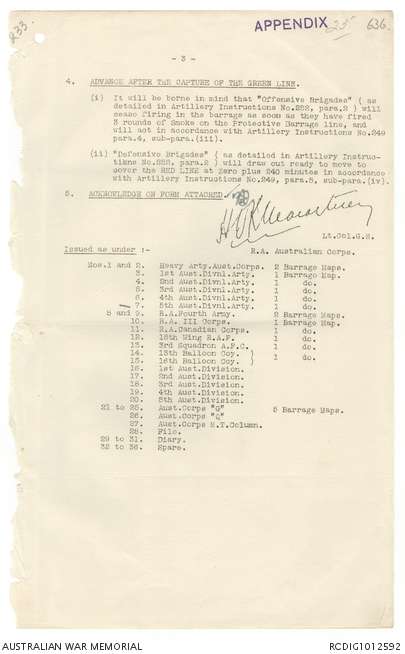 233.
APPENDIX 25 636.
- 3 -
4. ADVANCE AFTER THE CAPTURE OF THE GREEN LINE.
(i) It will be borne in mind that "Offensive Brigades" ( as
detailed in Artillery Instructions No.252, para.2 ) will
cease firing in the barrage as soon as they have fired
3 rounds of Smoke on the Protective Barrage line, and
will act in accordance with Artillery Instructions No.249
para.4, sub-para.(iii).
(ii) "Defensive Brigades" ( as detailed in Artillery Instruc-
tions No.252, para.2 ) will draw out ready to move to
cover the RED LINE at Zero plus 240 minutes in accordance
with Artillery Instructions No.249, para.5, sub-para.(iv).
5. ACKNOWLEDGE ON FORM ATTACHED.
Lt.Col.G.S.
Issued as under :- R.A. Australian Corps.
Nos.1 and 2. Heavy Arty.Aust.Corps. 2 Barrage Maps.
3. 1st Aust.Divnl.Arty. 1 Barrage Map.
4. 2nd Aust.Divnl.Arty. 1 do.
5. 3rd Aust.Divnl.Arty. 1 do.
6. 4th Aust.Divnl.Arty. 1 do.
7. 5th Aust.Divnl.Arty. 1 do.
8 and 9. R.A.Fourth Army. 2 Barrage Maps.
10. R.A. III Corps. 1 Barrage Map.
11. R.A.Canadian Corps. 1 do.
12. 15th Wing R.A.F. 1 do.
13. 3rd Squadron A.F.C. 1 do.
14. 13th Balloon Coy. )
15. 16th Balloon Coy. ) 1 do.
16. 1st Aust.Division.
17. 2nd Aust.Division.
18. 3rd Aust.Division.
19. 4th Aust.Division.
20. 5th Aust.Division.
21 to 25. Aust.Corps "G" 5 Barrage Maps.
26. Aust.Corps "Q"
27. Aust.Corps M.T.Column.
28. File.
29 to 31. Diary.
32 to 36. Spare.
AUSTRALIAN WAR MEMORIAL RCDIG1012592